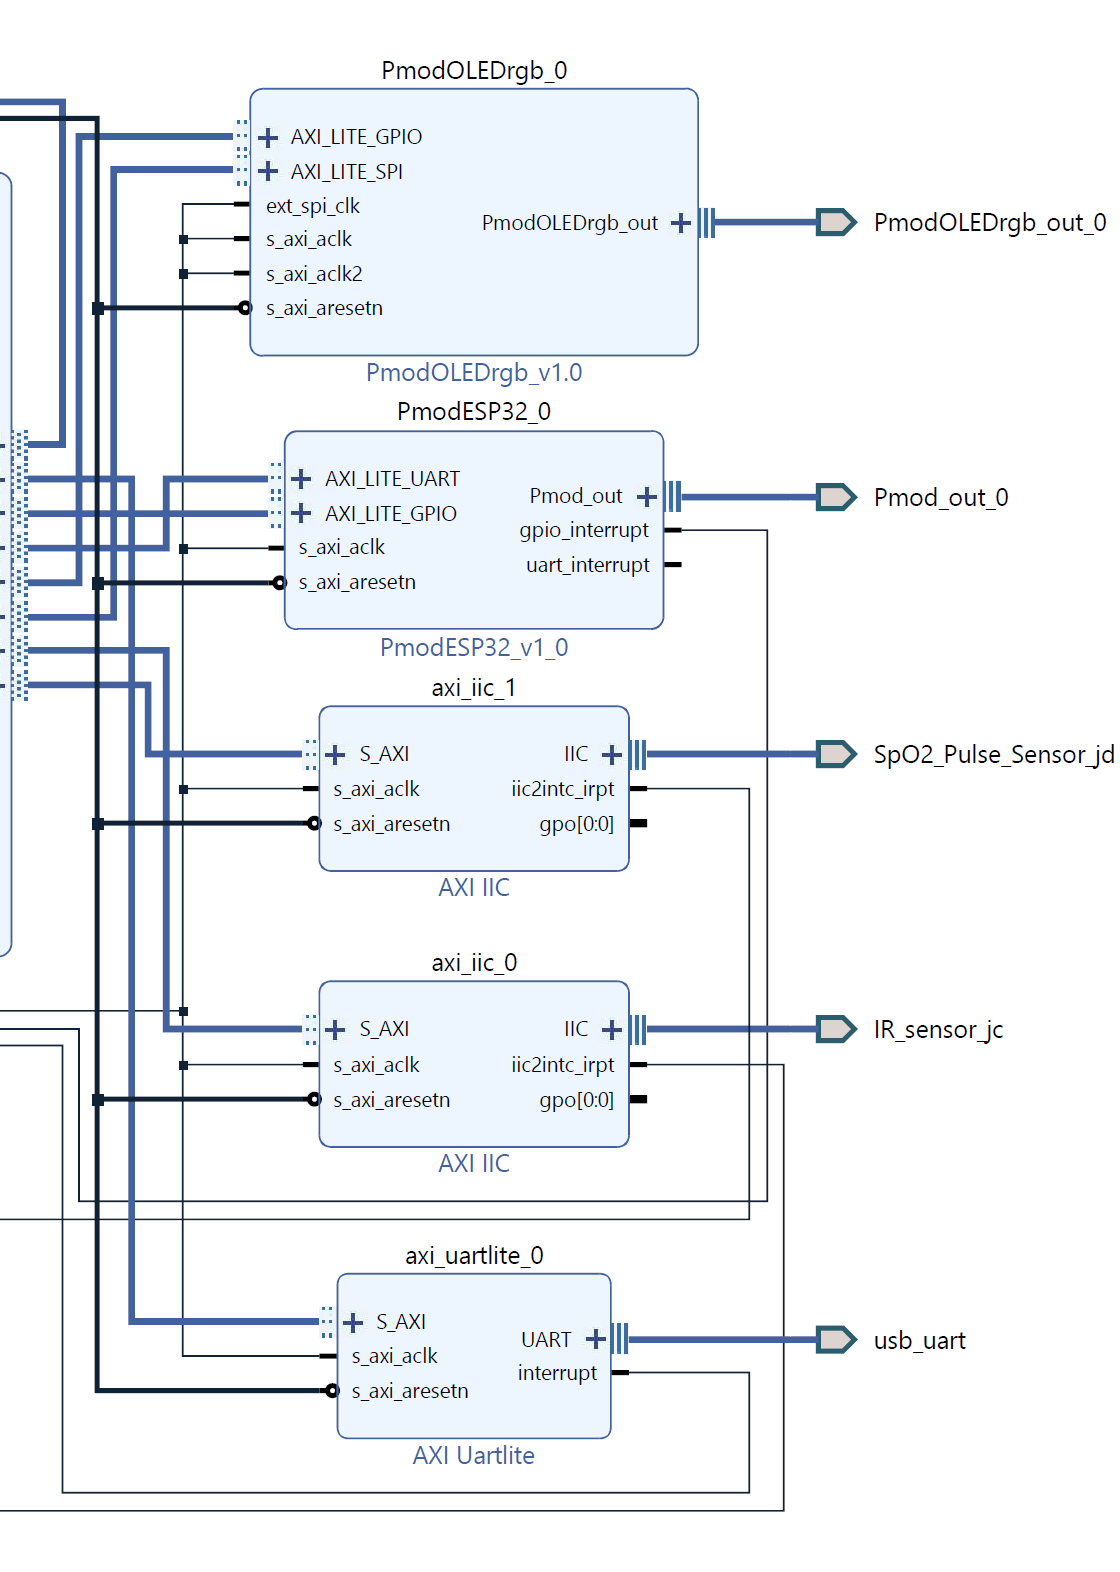 PmodOLEDrgb_0
AXI_LITE_GPIO
AXI_LITE_SPI
ext_spi_clk
s_axi_aclk
s_axi_aclk2
s_axi_aresetn
PmodOLEDrgb_out
PmodOLEDrgb_out_0
PmodOLEDrgb_v1.0
PmodESP32_0
AXI_LITE_UART
AXI_LITE_GPIO
s_axi_aclk
s_axi_aresetn
Pmod_out
gpio_interrupt
uart_interrupt
Pmod_out_0
PmodESP32_v1_0
axi_iic_1
S_AXI
s_axi_aclk
s_axi_aresetn
IIC
iic2intc_irpt
gpo[0:0]
SpO2_Pulse_Sensor_jd
AXI IIC
axi_iic_0
S_AXI
s_axi_aclk
s_axi_aresetn
IIC
iic2intc_irpt
gpo[0:0]
IR_sensor_jc
AXI IIC
axi_uartlite_0
S_AXI
s_axi_aclk
s_axi_aresetn
UART
interrupt
usb_uart
AXI Uartlite